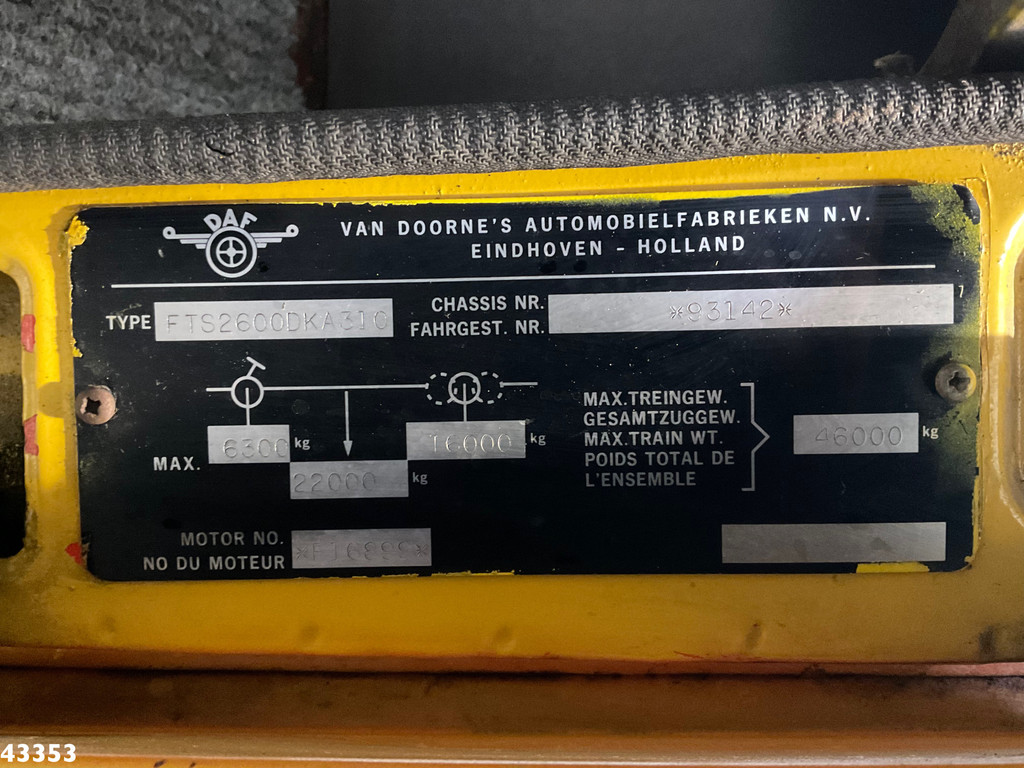 DAF
VAN DOORNE'S AUTOMOBIELFABRIEKEN N.V.
EINDHOVEN - HOLLAND
TYPE FTS2600DKA310
CHASSIS NR. *93142*
FAHRGEST. NR.
MAX. 6300 kg
22000 kg
16000 kg
MAX. TREINGEW.
GESAMTZUGGEW.
MAX. TRAIN WT.
POIDS TOTAL DE
L'ENSEMBLE
46000 kg
MOTOR NO.
NO DU MOTEUR
43353